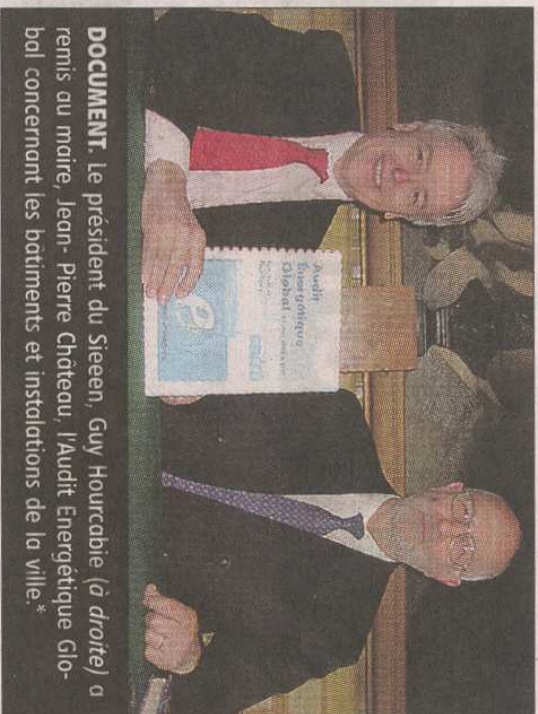 Audit
Energétique
Global
DOCUMENT. Le président du Sieeen, Guy Hourcabie (à droite) a
remis au maire, Jean- Pierre Château, l'Audit Energétique Glo-
bal concernant les bâtiments et instalations de la ville.*